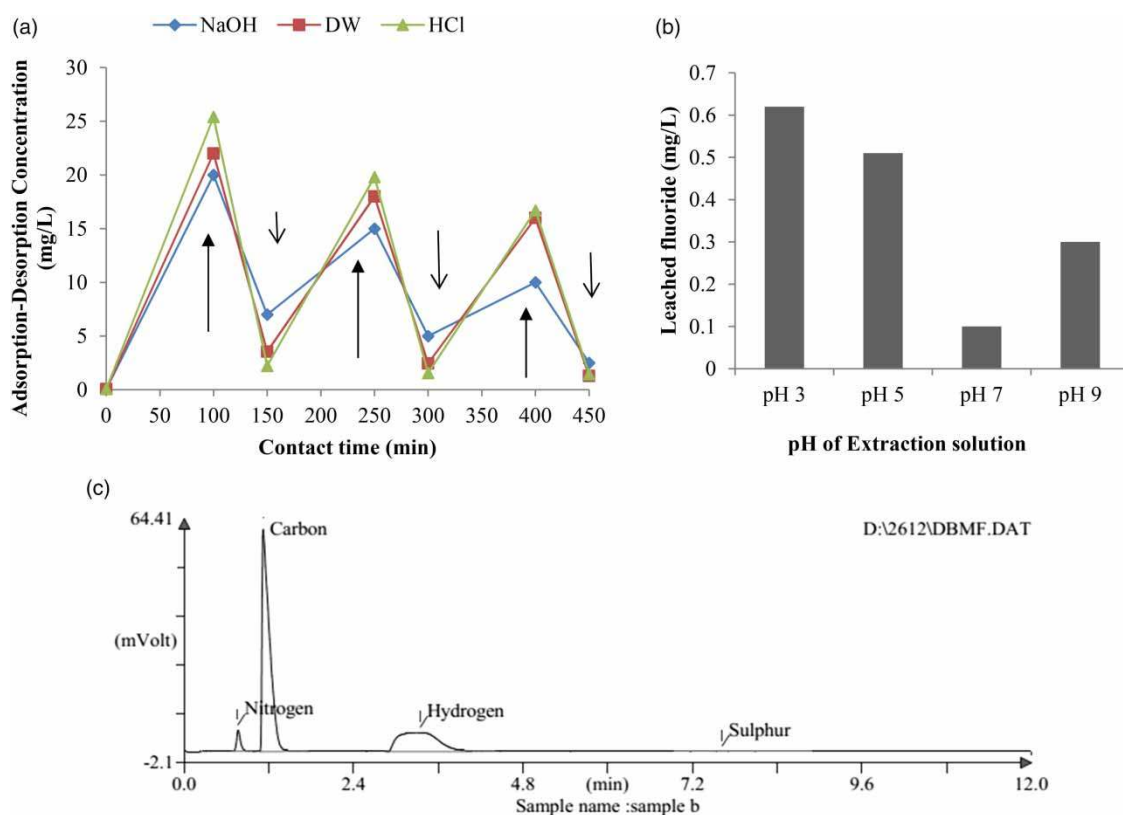 (a)
NaOH DW HCl
Adsorption-Desorption Concentration
(mg/L)
30
25
20
15
10
5
0
0 50 100 150 200 250 300 350 400 450
Contact time (min)
(b)
Leached fluoride (mg/L)
0.7
0.6
0.5
0.4
0.3
0.2
0.1
0
pH 3 pH 5 pH 7 pH 9
pH of Extraction solution
(c)
64.41
Carbon
D:\2612\DBMF.DAT
(mVolt)
Nitrogen
Hydrogen
Sulphur
-2.1
0.0 2.4 4.8 (min) 7.2 9.6 12.0
Sample name :sample b